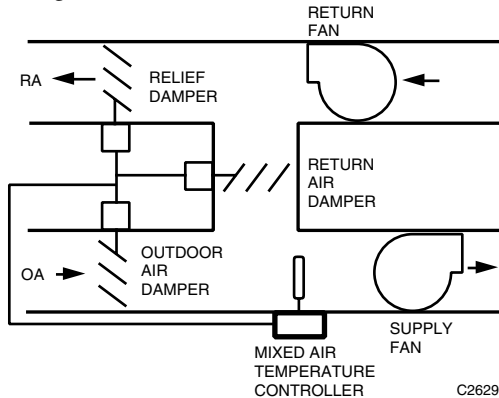 RETURN
FAN
RA
RELIEF
DAMPER
RETURN
AIR
DAMPER
OA
OUTDOOR
AIR
DAMPER
SUPPLY
FAN
MIXED AIR
TEMPERATURE
CONTROLLER
C2629